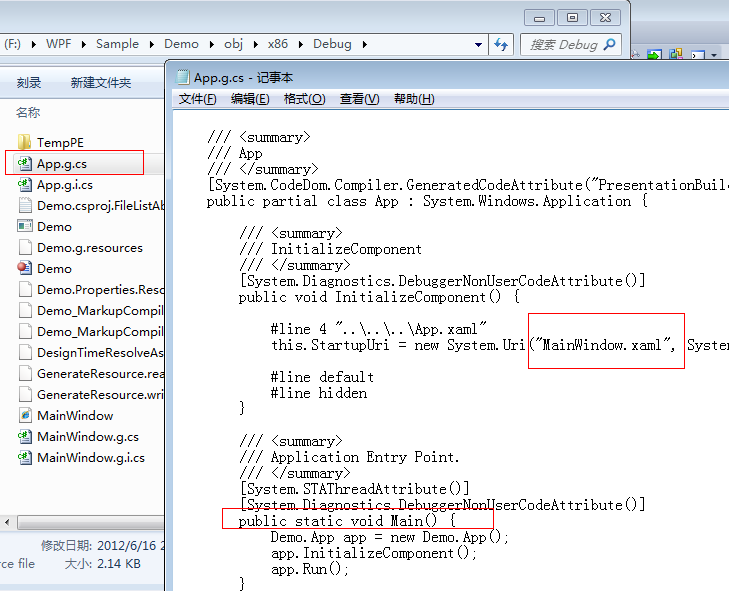 (F:) ▸ WPF ▸ Sample ▸ Demo ▸ obj ▸ x86 ▸ Debug ▸
搜索 Debug
刻录 新建文件夹
名称
TempPE
App.g.cs
App.g.i.cs
Demo.csproj.FileListAb
Demo
Demo.g.resources
Demo
Demo.Properties.Reso
Demo_MarkupCompil
Demo_MarkupCompil
DesignTimeResolveAs
GenerateResource.rea
GenerateResource.wri
MainWindow
MainWindow.g.cs
MainWindow.g.i.cs
修改日期: 2012/6/16 2
rce file 大小: 2.14 KB
App.g.cs - 记事本
文件(F) 编辑(E) 格式(O) 查看(V) 帮助(H)
/// <summary>
/// App
/// </summary>
[System.CodeDom.Compiler.GeneratedCodeAttribute("PresentationBuil
public partial class App : System.Windows.Application {
/// <summary>
/// InitializeComponent
/// </summary>
[System.Diagnostics.DebuggerNonUserCodeAttribute()]
public void InitializeComponent() {
#line 4 "..\..\..\App.xaml"
this.StartupUri = new System.Uri("MainWindow.xaml", System
#line default
#line hidden
}
/// <summary>
/// Application Entry Point.
/// </summary>
[System.STAThreadAttribute()]
[System.Diagnostics.DebuggerNonUserCodeAttribute()]
public static void Main() {
Demo.App app = new Demo.App();
app.InitializeComponent();
app.Run();
}